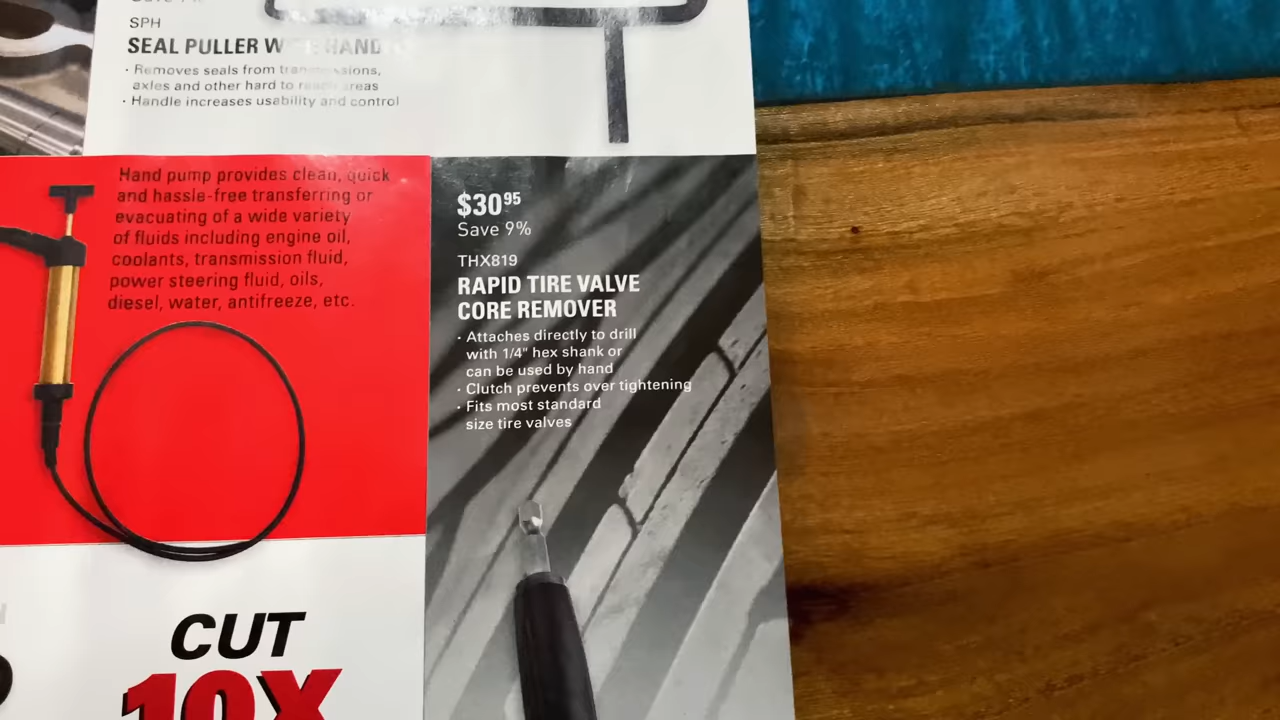 SPH
SEAL PULLER
· Removes seals from transmissions,
axles and other hard to reach areas
· Handle increases usability and control
Hand pump provides clean, quick
and hassle-free transferring or
evacuating of a wide variety
of fluids including engine oil,
coolants, transmission fluid,
power steering fluid, oils,
diesel, water, antifreeze, etc.
$30⁹⁵
Save 9%
THX819
RAPID TIRE VALVE
CORE REMOVER
· Attaches directly to drill
with 1/4" hex shank or
can be used by hand
· Clutch prevents over tightening
· Fits most standard
size tire valves
CUT
10X